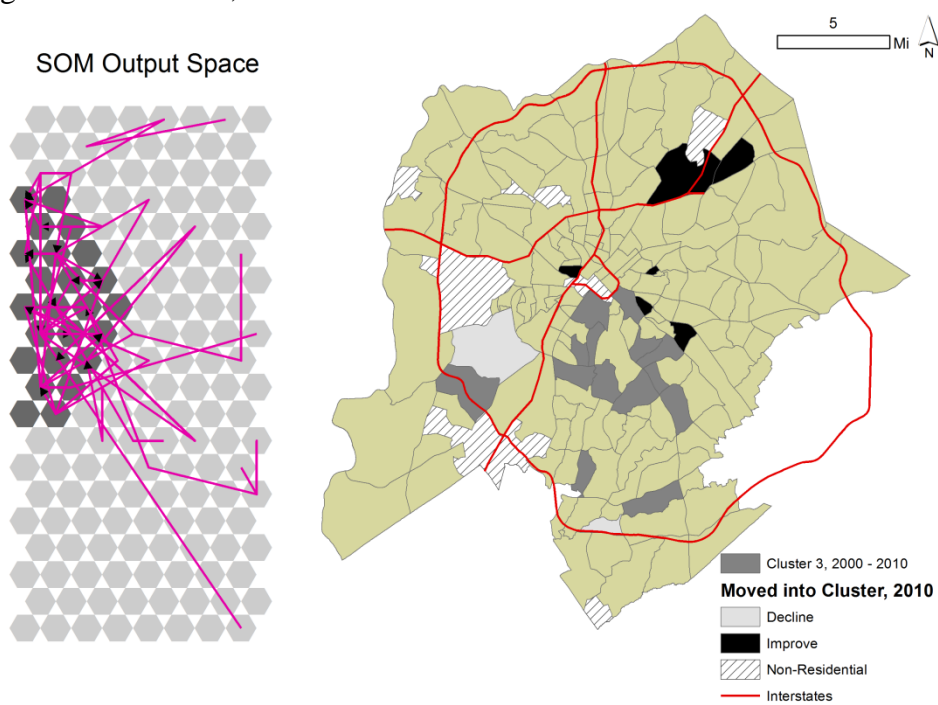 SOM Output Space
5
Mi
N
Cluster 3, 2000 - 2010
Moved into Cluster, 2010
Decline
Improve
Non-Residential
Interstates